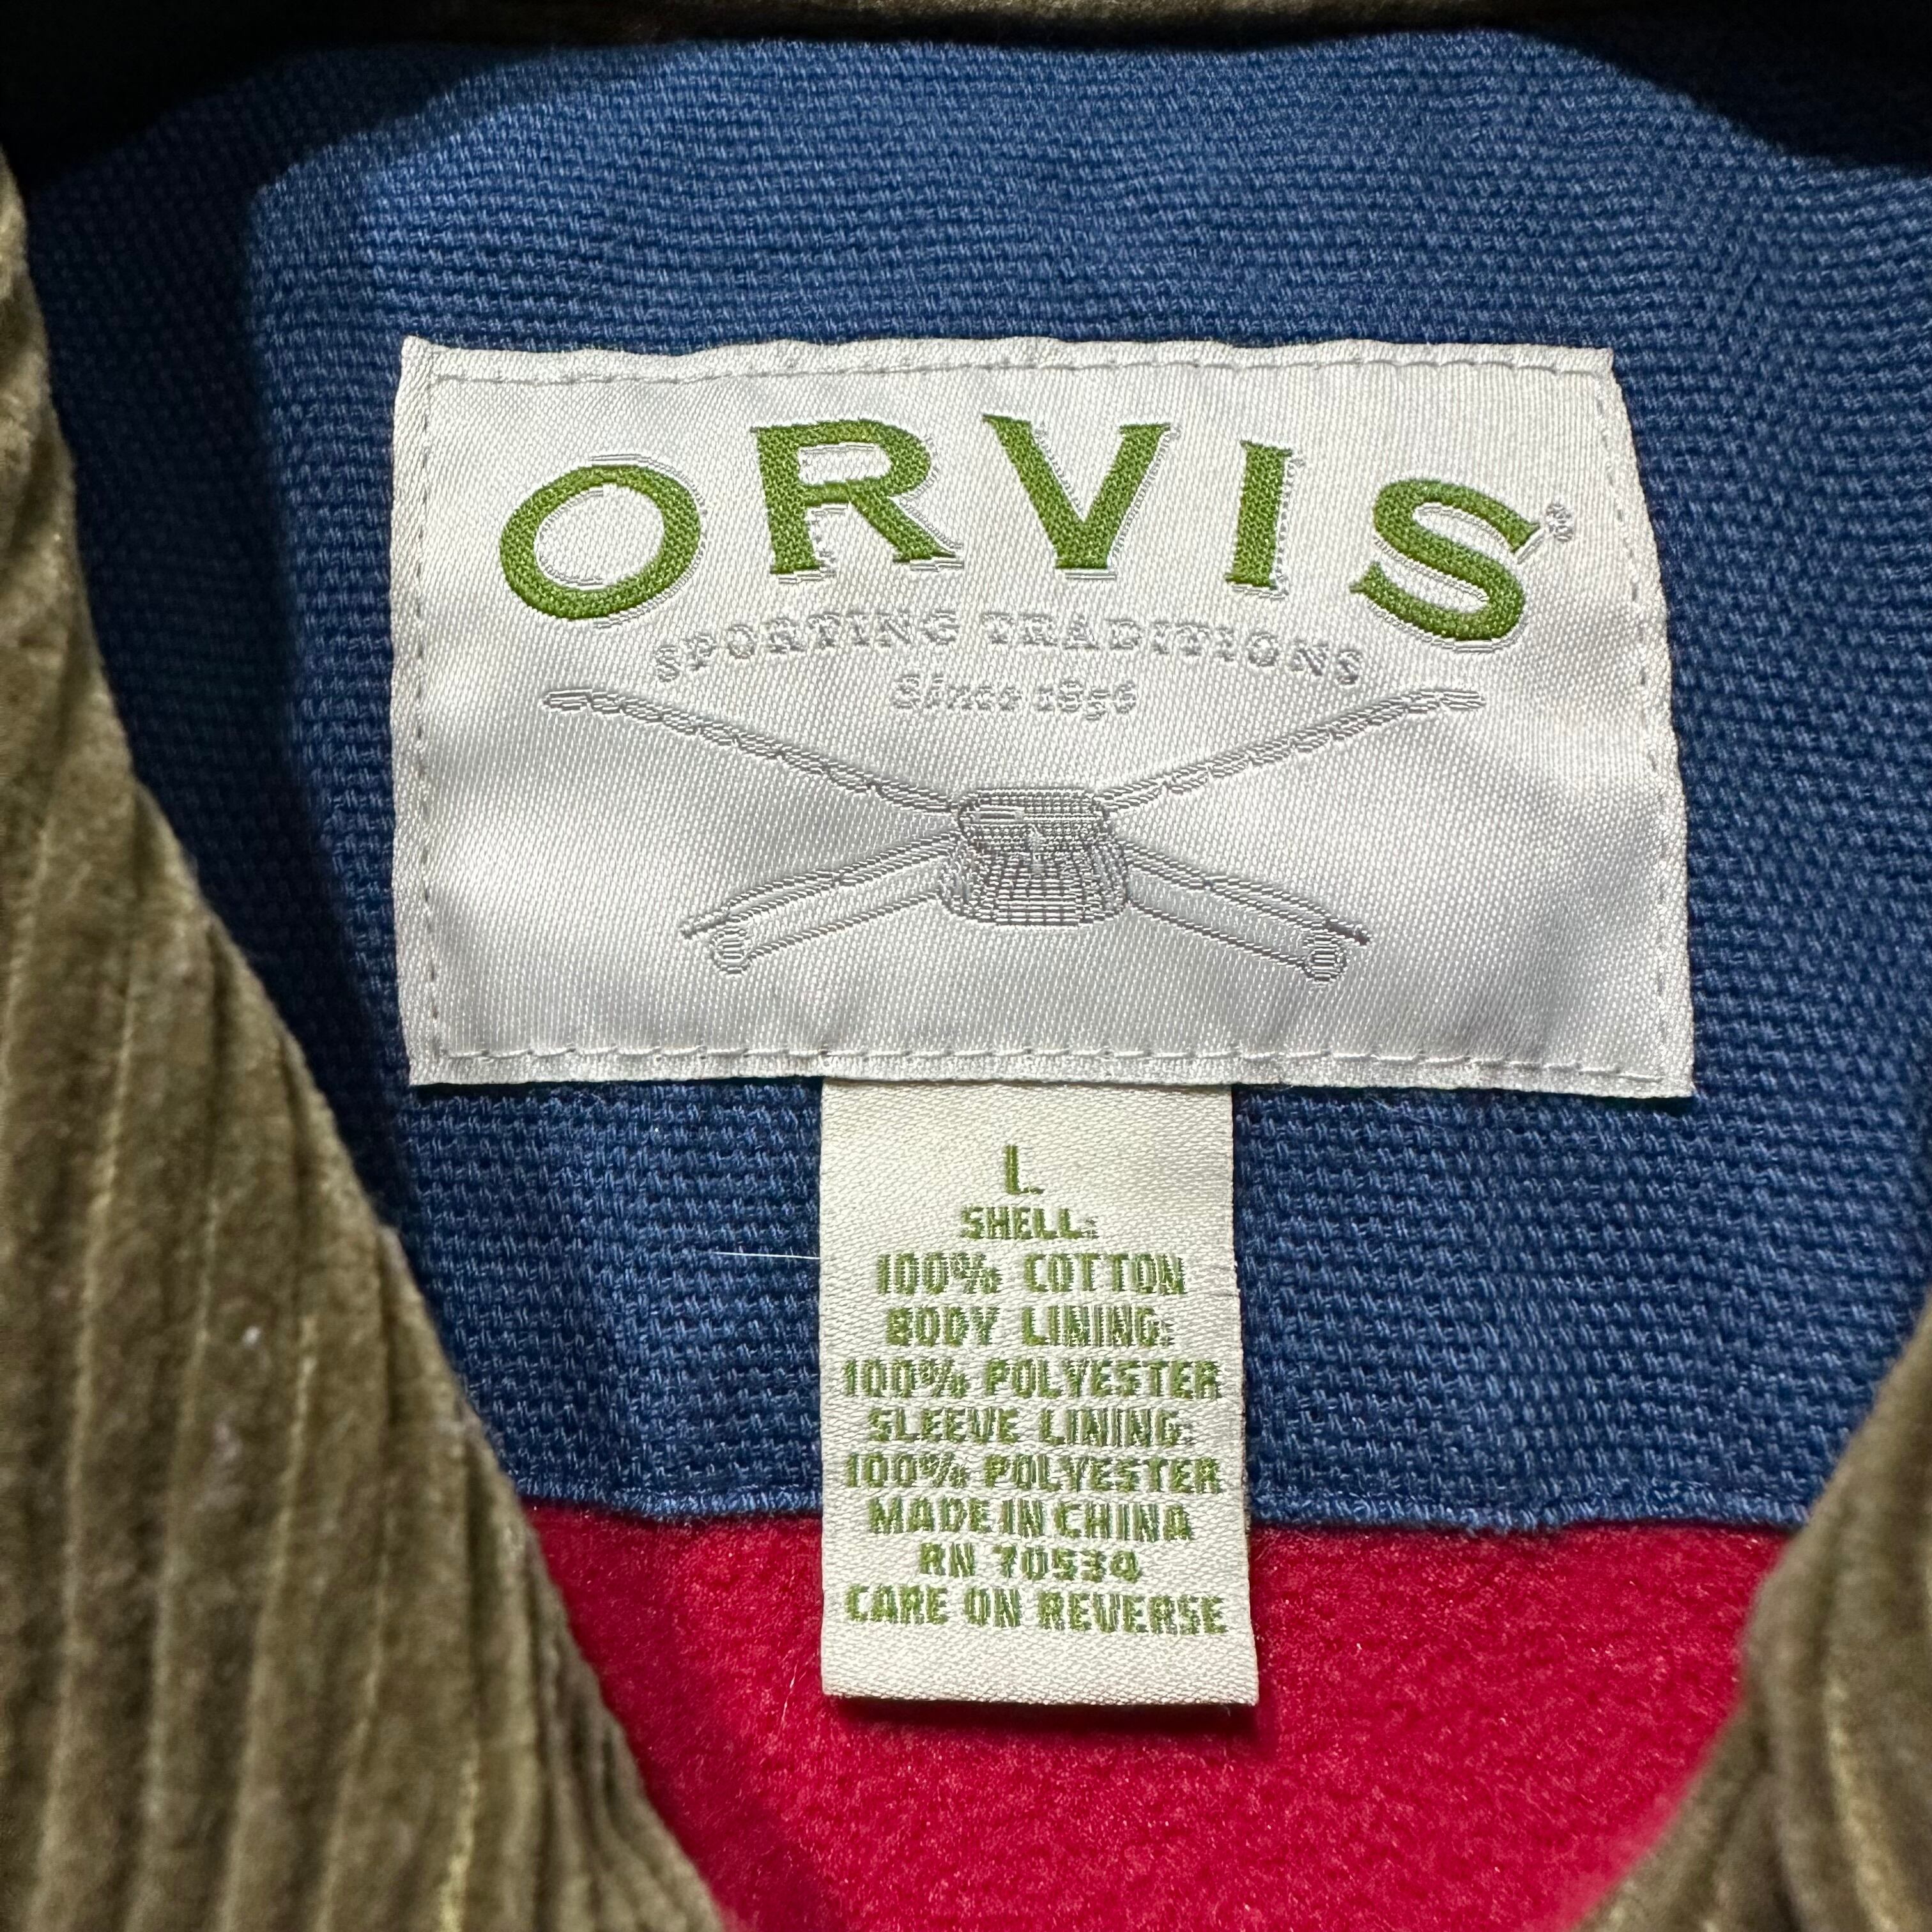 ORVIS®
SPORTING TRADITIONS
Since 1856
L
SHELL:
100% COTTON
BODY LINING:
100% POLYESTER
SLEEVE LINING:
100% POLYESTER
MADE IN CHINA
RN 70534
CARE ON REVERSE